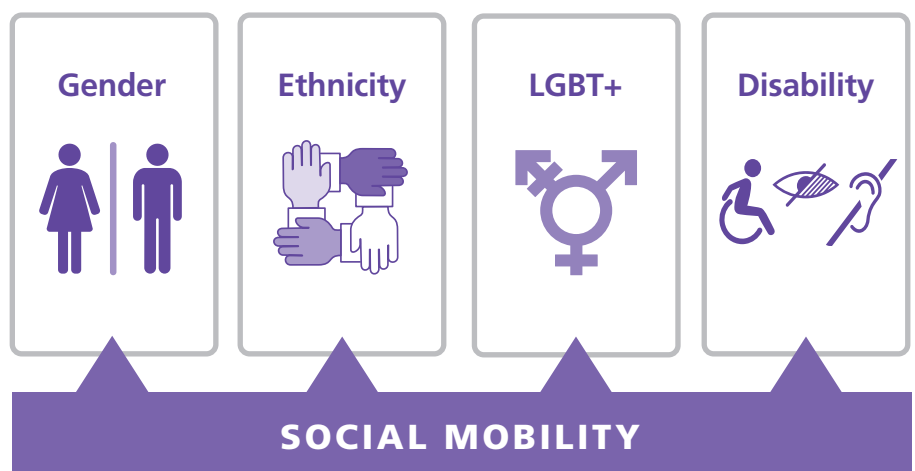 Gender
Ethnicity
LGBT+
Disability
SOCIAL MOBILITY